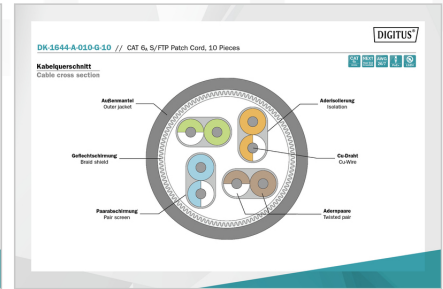 DIGITUS®
DK-1644-A-010-G-10 // CAT 6A S/FTP Patch Cord, 10 Pieces
Kabelquerschnitt
Cable cross section
Außenmantel
Outer jacket
Aderisolierung
Isolation
Geflechtschirmung
Braid shield
Cu-Draht
Cu-Wire
Paarabschirmung
Pair screen
Adernpaare
Twisted pair